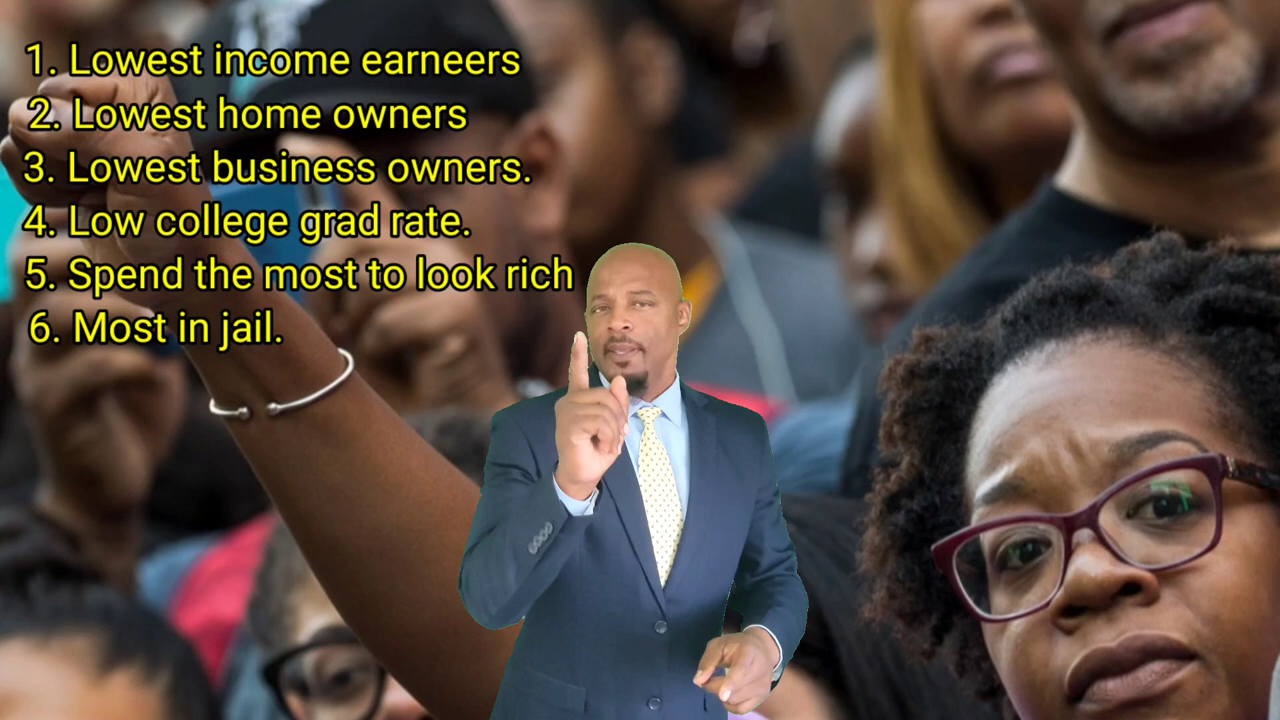 1. Lowest income earneers
2. Lowest home owners
3. Lowest business owners.
4. Low college grad rate.
5. Spend the most to look rich
6. Most in jail.